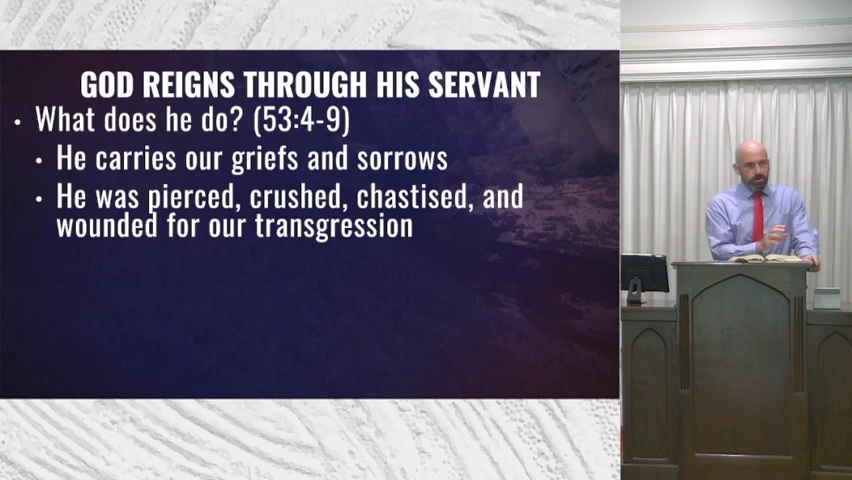 GOD REIGNS THROUGH HIS SERVANT
• What does he do? (53:4-9)
• He carries our griefs and sorrows
• He was pierced, crushed, chastised, and
wounded for our transgression